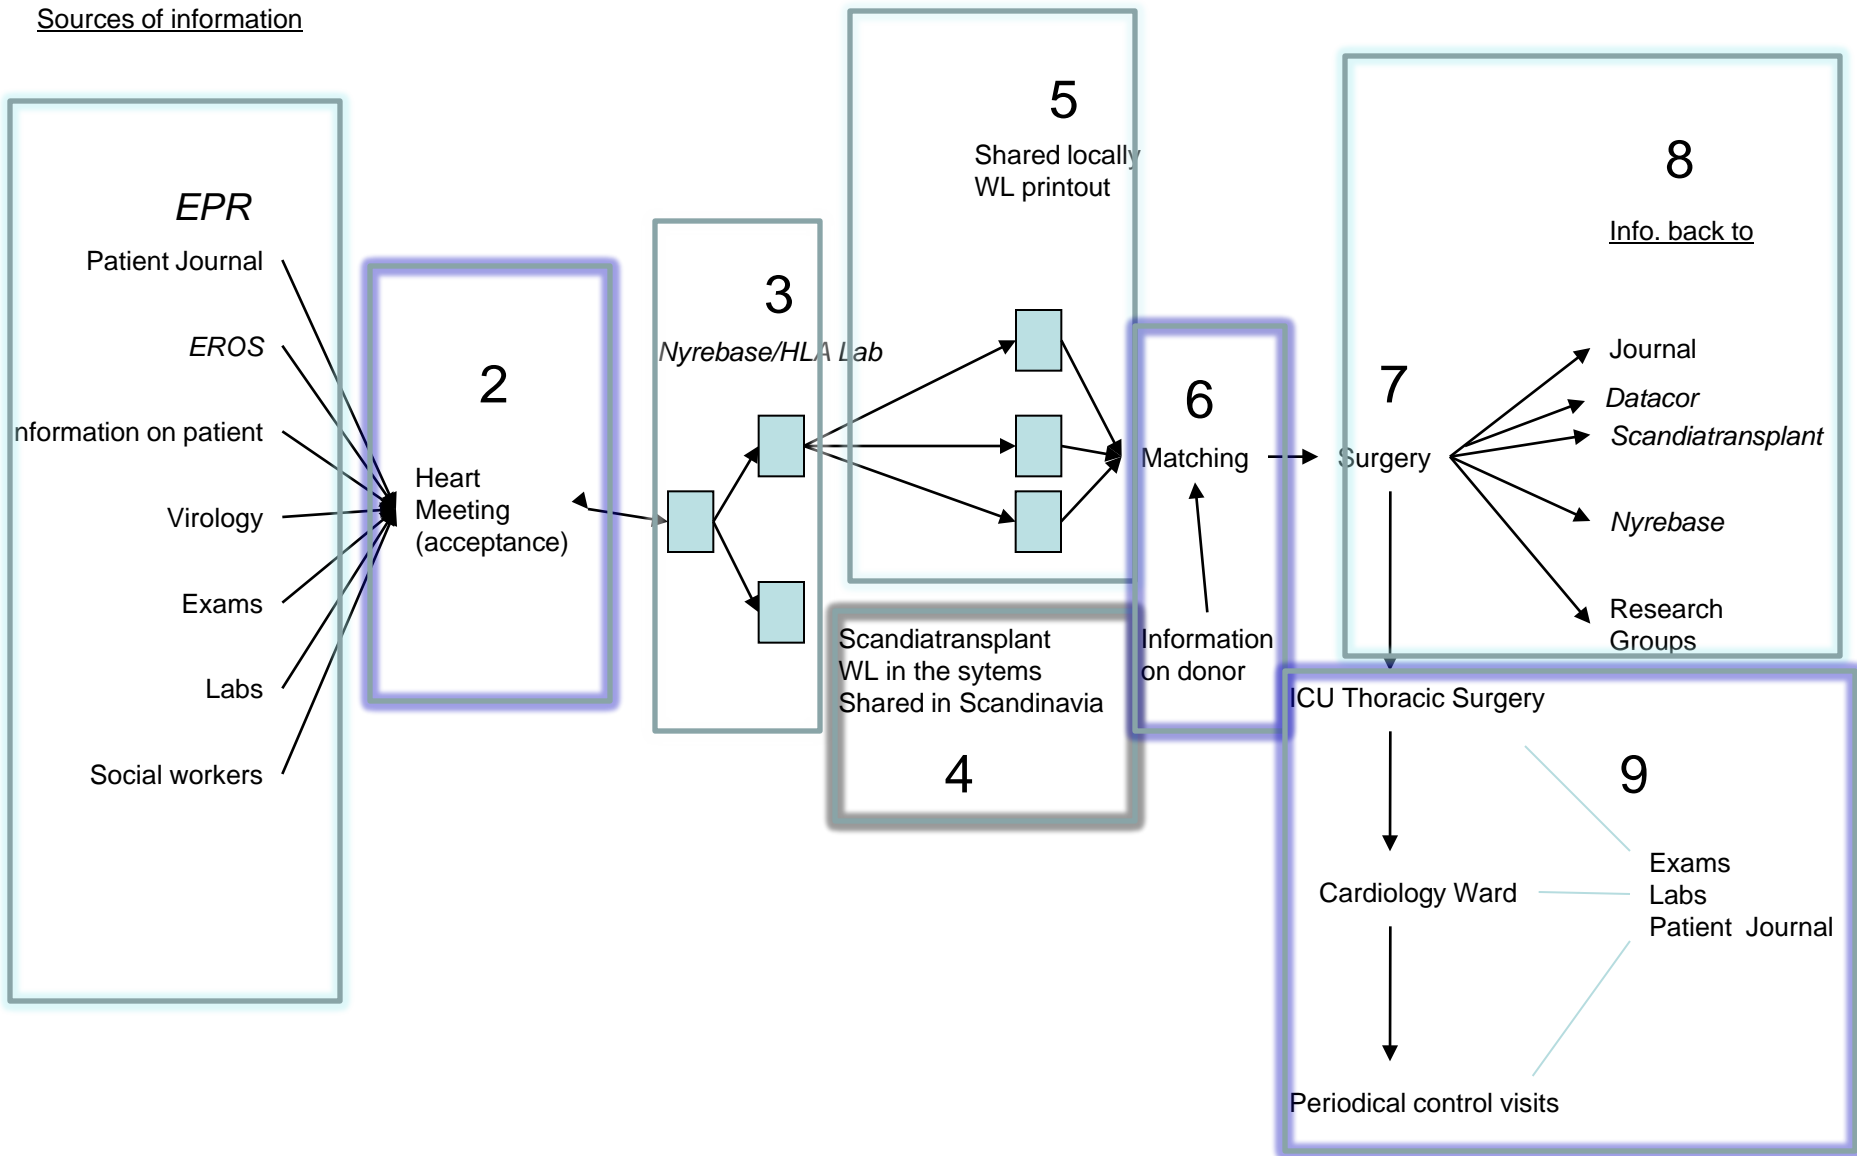 Sources of information
EPR
Patient Journal
EROS
nformation on patient
Virology
Exams
Labs
Social workers
2
Heart
Meeting
(acceptance)
3
Nyrebase/HLA Lab
5
Shared locally
WL printout
Scandiatransplant
WL in the sytems
Shared in Scandinavia
4
6
Matching
Information
on donor
7
Surgery
8
Info. back to
Journal
Datacor
Scandiatransplant
Nyrebase
Research
Groups
ICU Thoracic Surgery
9
Cardiology Ward
Exams
Labs
Patient Journal
Periodical control visits